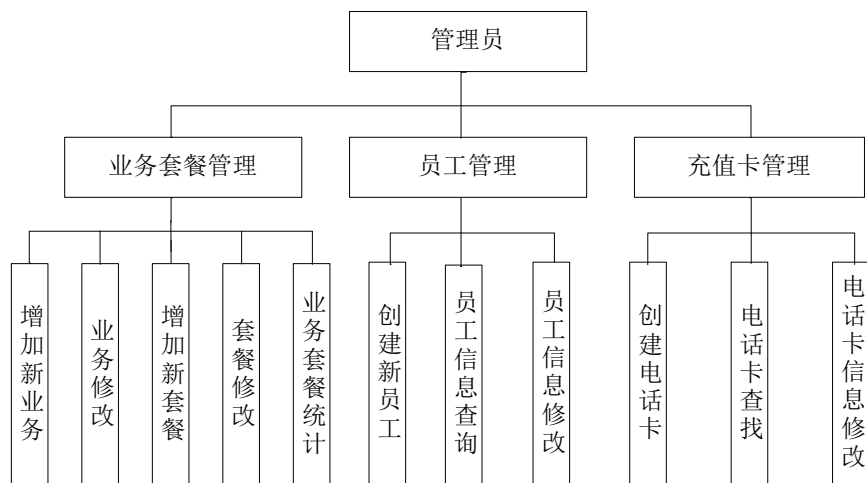 管理员
业务套餐管理
员工管理
充值卡管理
增加新业务
业务修改
增加新套餐
套餐修改
业务套餐统计
创建新员工
员工信息查询
员工信息修改
创建电话卡
电话卡查找
电话卡信息修改